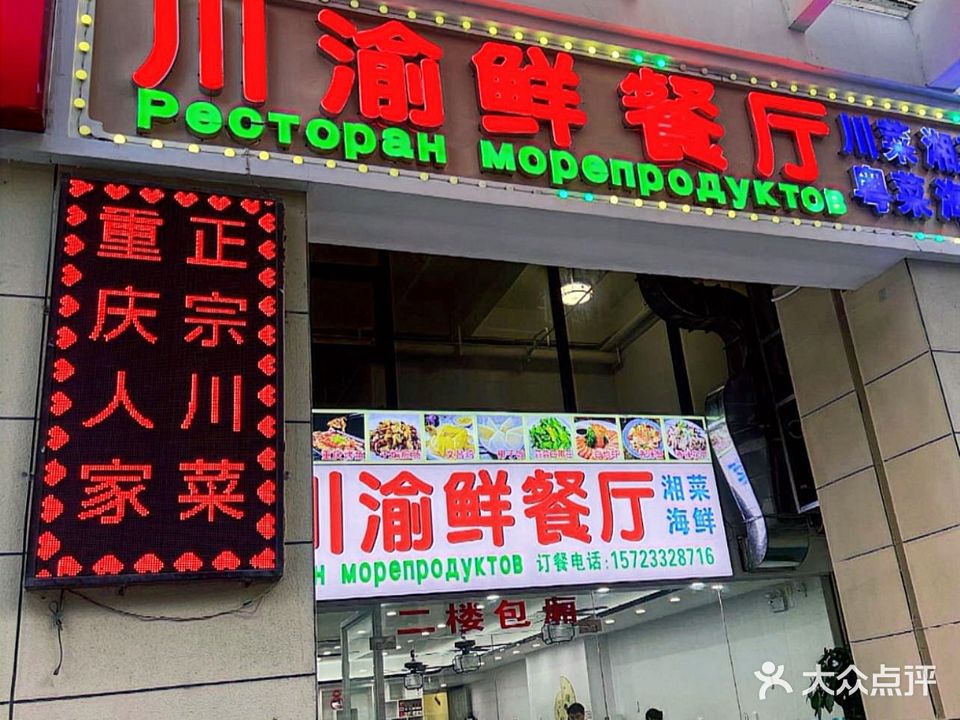 川渝鲜餐厅
Ресторан морепродуктов
川菜 湘
粤菜 海
正宗川菜
重庆人家
川渝鲜餐厅
湘菜
海鲜
ан морепродуктов 订餐电话:15723328716
二楼包厢
大众点评